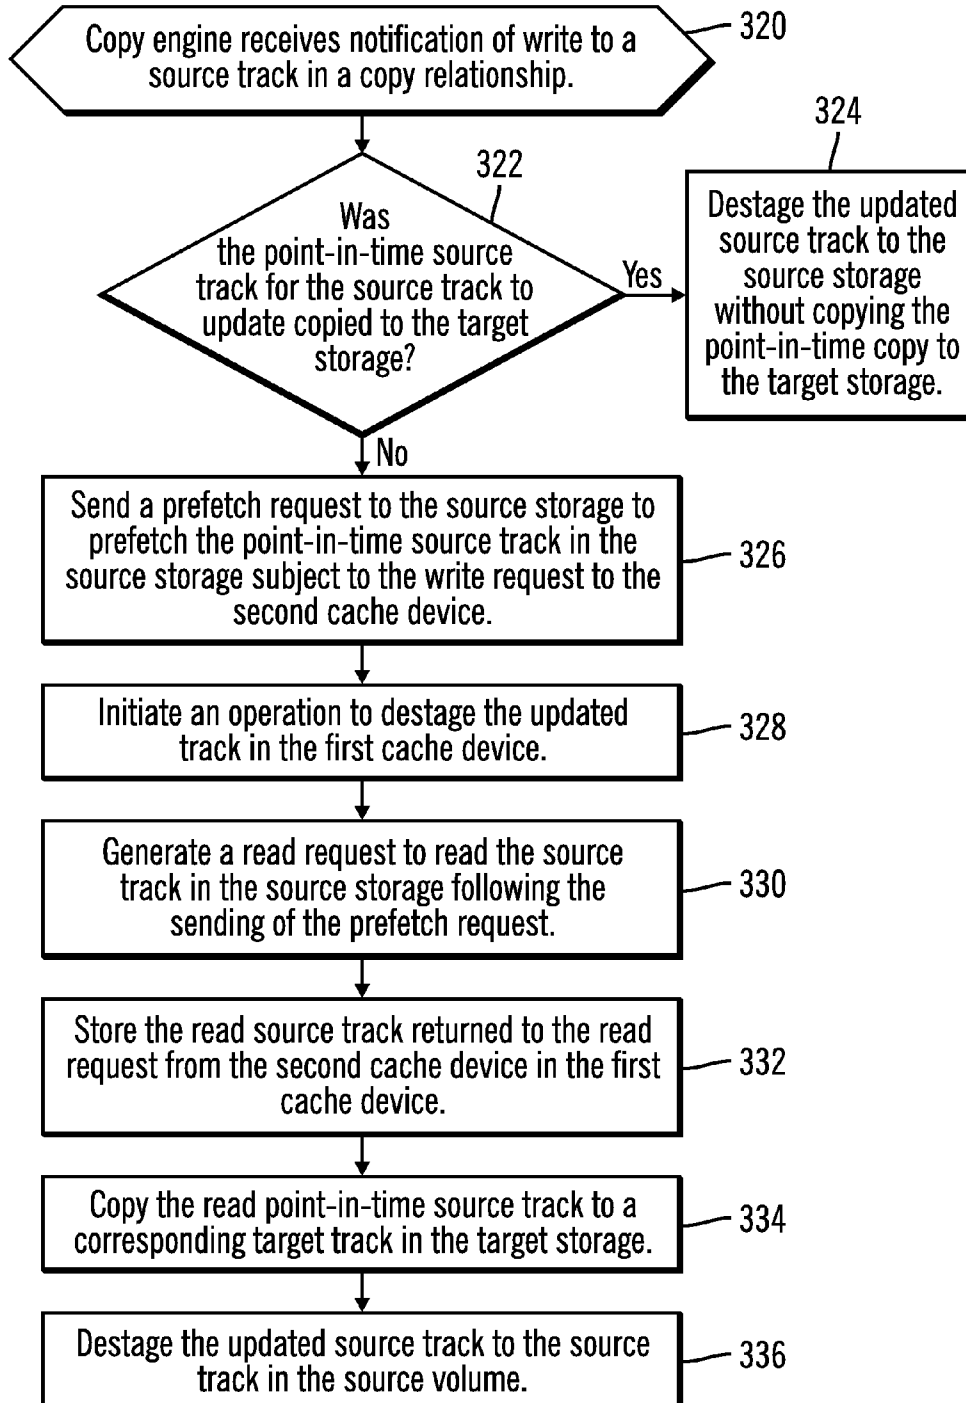 Copy engine receives notification of write to a
source track in a copy relationship.
320
324
322
Was
the point-in-time source
track for the source track to
update copied to the target
storage?
Yes
Destage the updated
source track to the
source storage
without copying the
point-in-time copy to
the target storage.
No
Send a prefetch request to the source storage to
prefetch the point-in-time source track in the
source storage subject to the write request to the
second cache device.
326
Initiate an operation to destage the updated
track in the first cache device.
328
Generate a read request to read the source
track in the source storage following the
sending of the prefetch request.
330
Store the read source track returned to the read
request from the second cache device in the first
cache device.
332
Copy the read point-in-time source track to a
corresponding target track in the target storage.
334
Destage the updated source track to the source
track in the source volume.
336